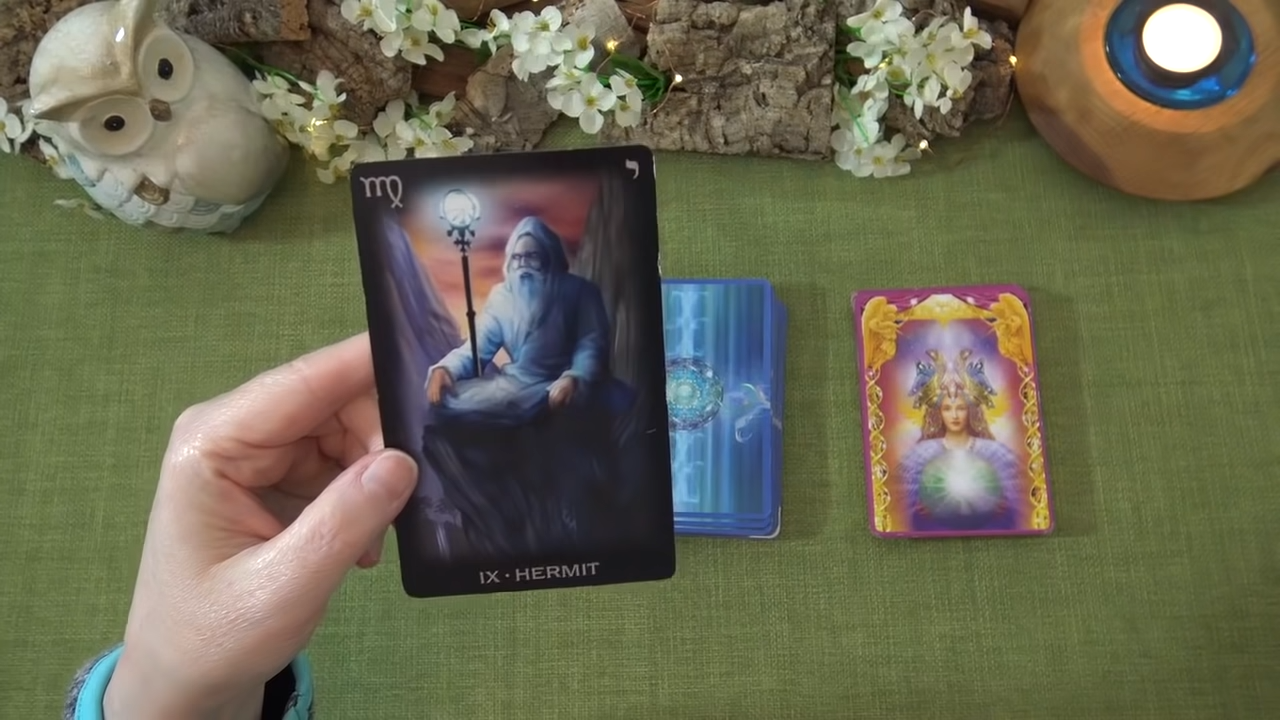 ♍ י
IX · HERMIT